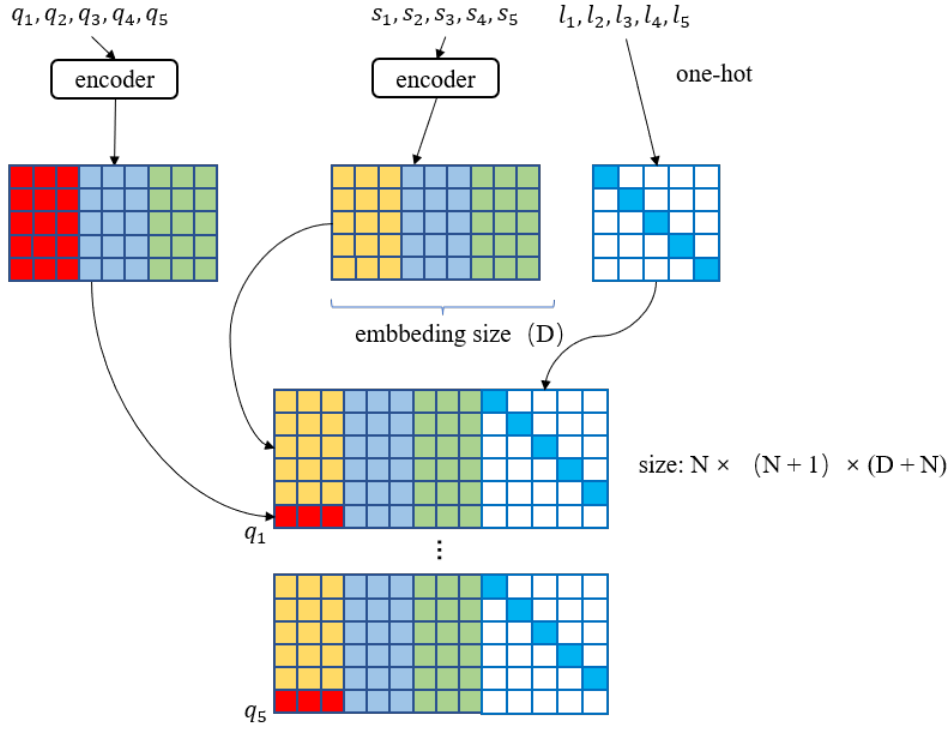 q₁, q₂, q₃, q₄, q₅
s₁, s₂, s₃, s₄, s₅
l₁, l₂, l₃, l₄, l₅
encoder
encoder
one-hot
embbeding size（D）
size: N × （N + 1） × (D + N)
q₁
⋮
q₅